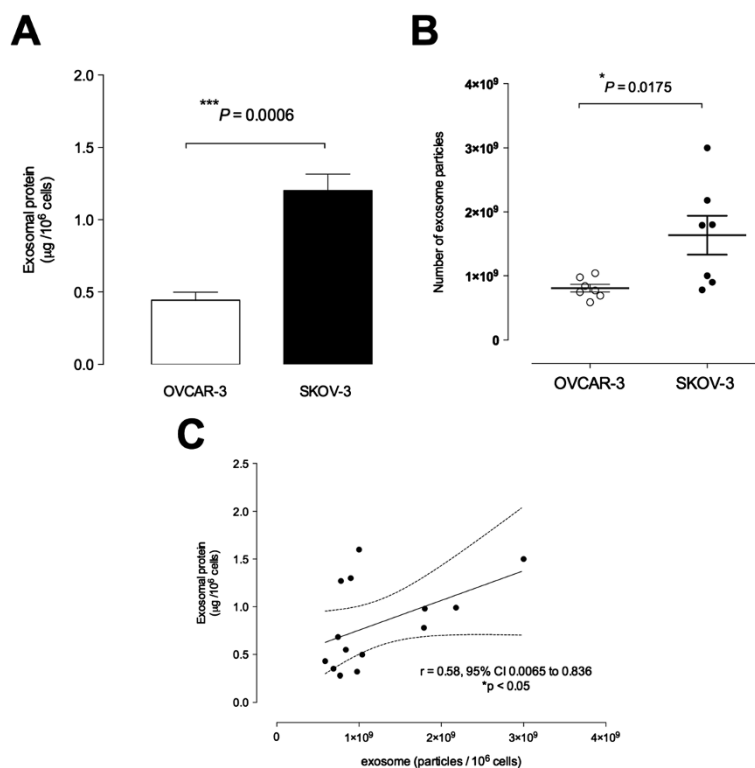 A
Exosomal protein
(µg /10⁶ cells)
2.0
1.5
1.0
0.5
0.0
***P = 0.0006
OVCAR-3 SKOV-3
B
Number of exosome particles
4×10⁹
3×10⁹
2×10⁹
1×10⁹
0
*P = 0.0175
OVCAR-3 SKOV-3
C
Exosomal protein
(µg /10⁶ cells)
2.5
2.0
1.5
1.0
0.5
0.0
r = 0.58, 95% CI 0.0065 to 0.836
*p < 0.05
0 1×10⁹ 2×10⁹ 3×10⁹ 4×10⁹
exosome (particles / 10⁶ cells)